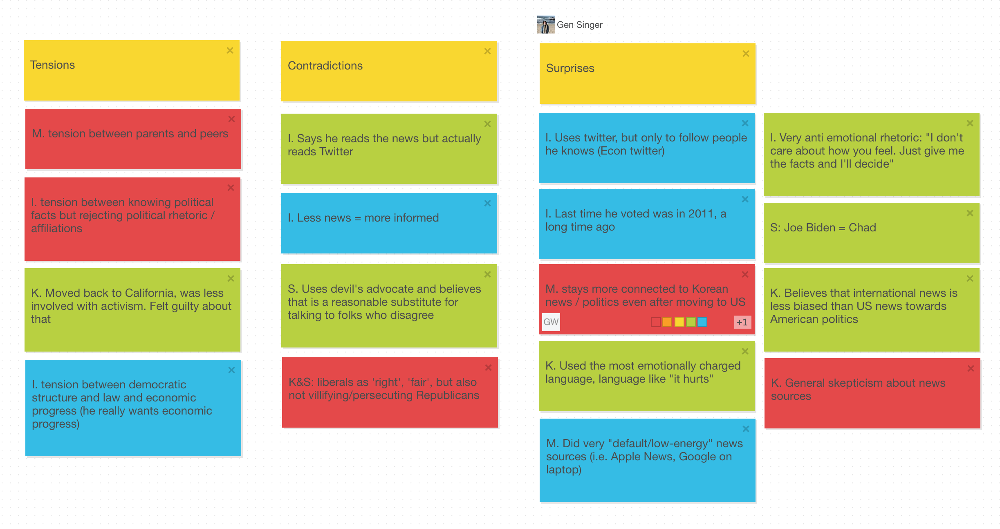 Gen Singer
Tensions
M. tension between parents and peers
I. tension between knowing political
facts but rejecting political rhetoric /
affiliations
K. Moved back to California, was less
involved with activism. Felt guilty about
that
I. tension between democratic
structure and law and economic
progress (he really wants economic
progress)
Contradictions
I. Says he reads the news but actually
reads Twitter
I. Less news = more informed
S. Uses devil's advocate and believes
that is a reasonable substitute for
talking to folks who disagree
K&S: liberals as 'right', 'fair', but also
not villifying/persecuting Republicans
Surprises
I. Uses twitter, but only to follow people
he knows (Econ twitter)
I. Last time he voted was in 2011, a
long time ago
M. stays more connected to Korean
news / politics even after moving to US
GW
+1
K. Used the most emotionally charged
language, language like "it hurts"
M. Did very "default/low-energy" news
sources (i.e. Apple News, Google on
laptop)
I. Very anti emotional rhetoric: "I don't
care about how you feel. Just give me
the facts and I'll decide"
S: Joe Biden = Chad
K. Believes that international news is
less biased than US news towards
American politics
K. General skepticism about news
sources